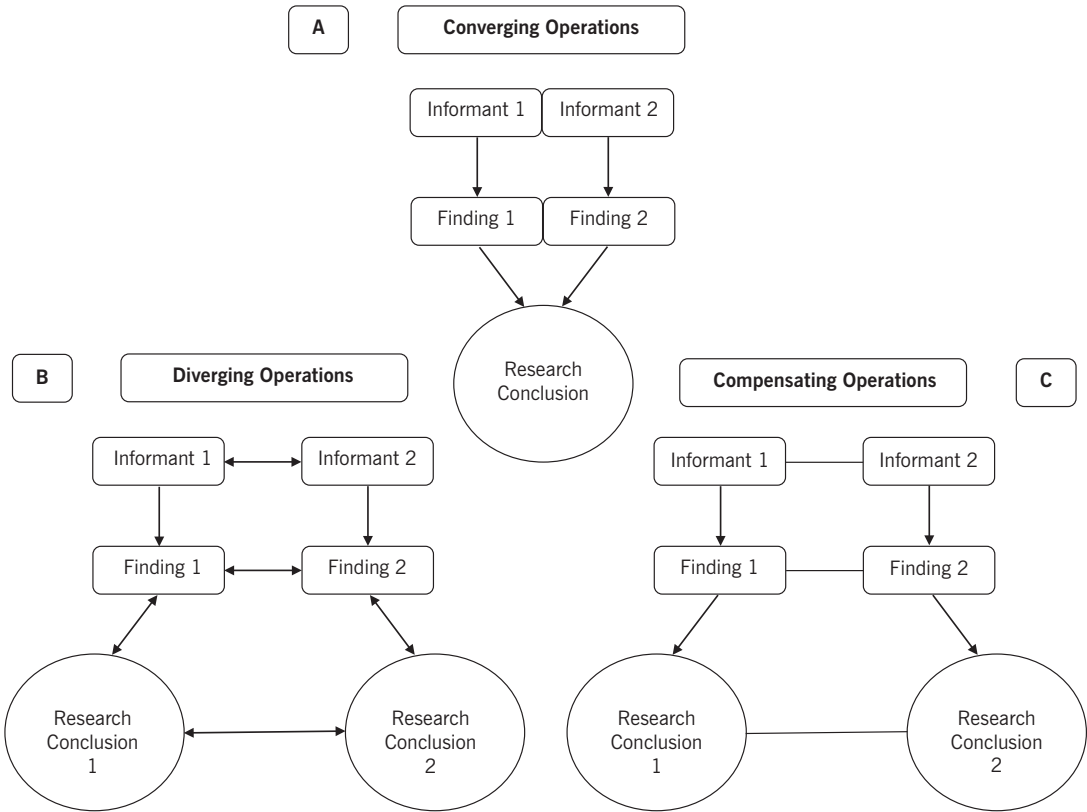 A
Converging Operations
Informant 1
Informant 2
Finding 1
Finding 2
Research
Conclusion
B
Diverging Operations
Informant 1
Informant 2
Finding 1
Finding 2
Research
Conclusion
1
Research
Conclusion
2
Compensating Operations
C
Informant 1
Informant 2
Finding 1
Finding 2
Research
Conclusion
1
Research
Conclusion
2